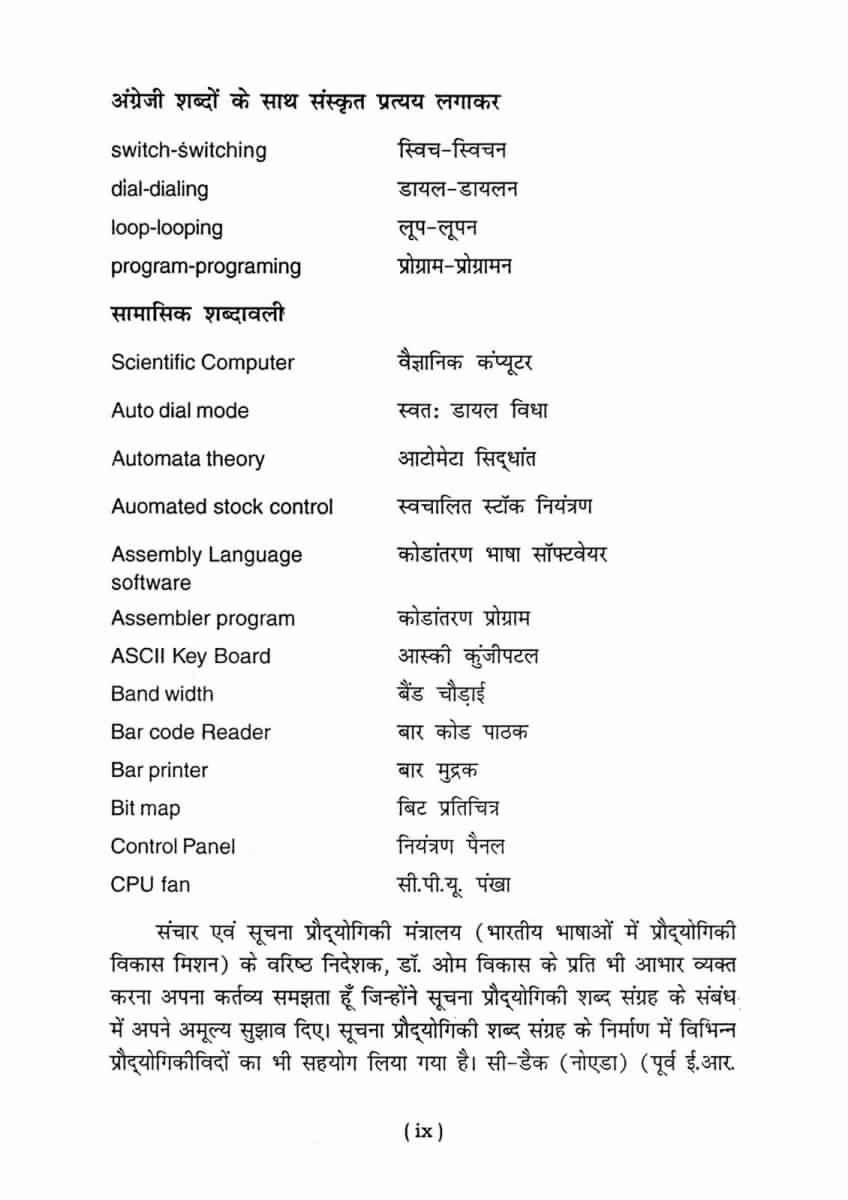 अंग्रेजी शब्दों के साथ संस्कृत प्रत्यय लगाकर
switch-switching स्विच-स्विचन
dial-dialing डायल-डायलन
loop-looping लूप-लूपन
program-programing प्रोग्राम-प्रोग्रामन
सामासिक शब्दावली
Scientific Computer वैज्ञानिक कंप्यूटर
Auto dial mode स्वत: डायल विधा
Automata theory आटोमेटा सिद्धांत
Auomated stock control स्वचालित स्टॉक नियंत्रण
Assembly Language कोडांतरण भाषा सॉफ्टवेयर
software
Assembler program कोडांतरण प्रोग्राम
ASCII Key Board आस्की कुंजीपटल
Band width बैंड चौड़ाई
Bar code Reader बार कोड पाठक
Bar printer बार मुद्रक
Bit map बिट प्रतिचित्र
Control Panel नियंत्रण पैनल
CPU fan सी.पी.यू. पंखा
संचार एवं सूचना प्रौद्योगिकी मंत्रालय (भारतीय भाषाओं में प्रौद्योगिकी
विकास मिशन) के वरिष्ठ निदेशक, डॉ. ओम विकास के प्रति भी आभार व्यक्त
करना अपना कर्तव्य समझता हूँ जिन्होंने सूचना प्रौद्योगिकी शब्द संग्रह के संबंध
में अपने अमूल्य सुझाव दिए। सूचना प्रौद्योगिकी शब्द संग्रह के निर्माण में विभिन्न
प्रौद्योगिकीविदों का भी सहयोग लिया गया है। सी-डैक (नोएडा) (पूर्व ई.आर.
( ix )